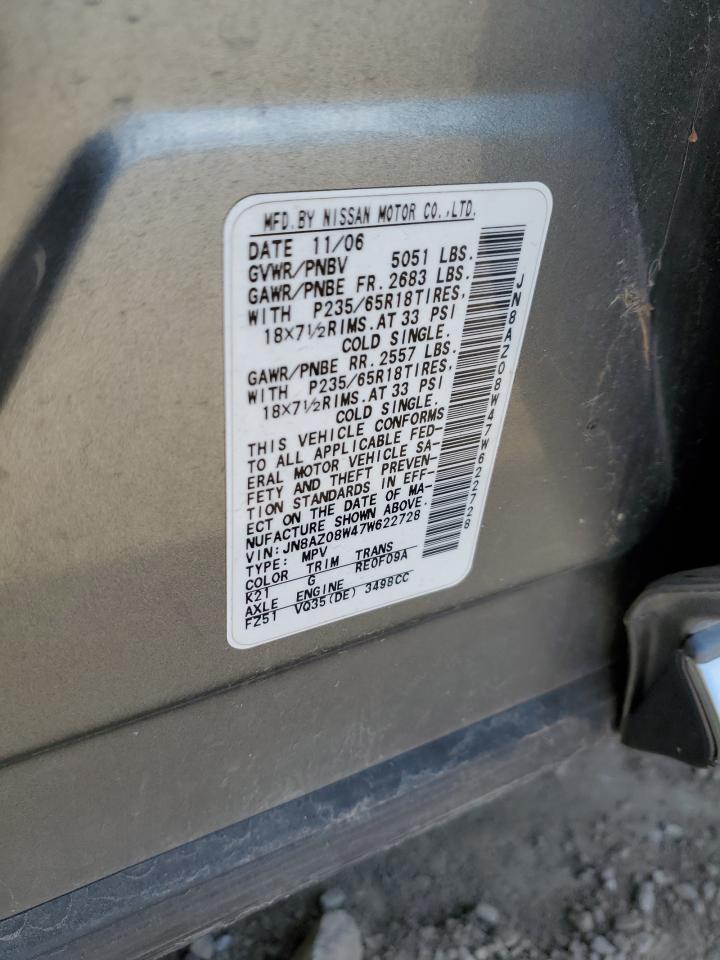 MFD.BY NISSAN MOTOR CO.,LTD.
DATE 11/06
GVWR/PNBV 5051 LBS.
GAWR/PNBE FR. 2683 LBS.
WITH P235/65R18TIRES,
18X7½RIMS.AT 33 PSI
COLD SINGLE.
GAWR/PNBE RR. 2557 LBS.
WITH P235/65R18TIRES,
18X7½RIMS.AT 33 PSI
COLD SINGLE.
THIS VEHICLE CONFORMS
TO ALL APPLICABLE FED-
ERAL MOTOR VEHICLE SA-
FETY AND THEFT PREVEN-
TION STANDARDS IN EFF-
ECT ON THE DATE OF MA-
NUFACTURE SHOWN ABOVE.
VIN: JN8AZ08W47W622728
TYPE: MPV
COLOR TRIM TRANS
K21 G RE0F09A
AXLE ENGINE
FZ51 VQ35(DE) 3498CC
JN8AZ08W47W622728